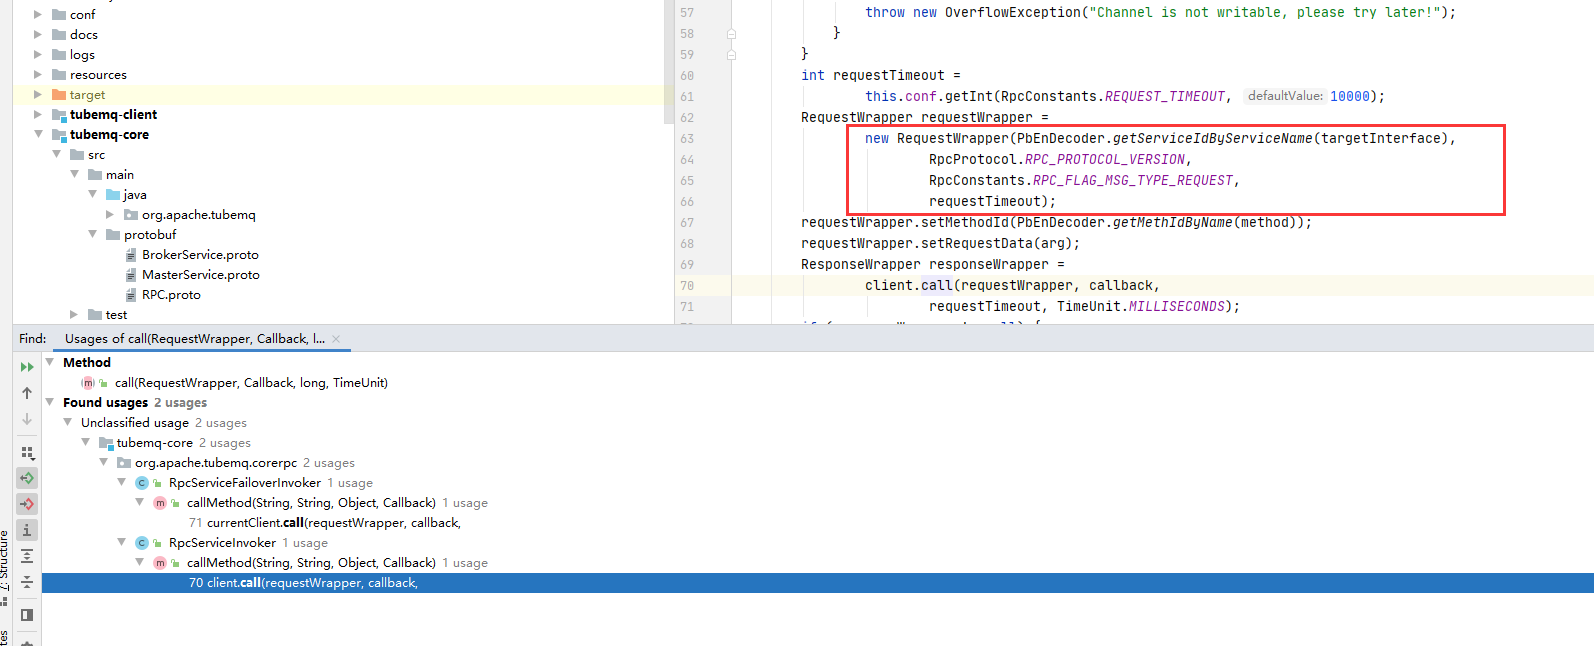 conf
docs
logs
resources
target
tubemq-client
tubemq-core
src
main
java
org.apache.tubemq
protobuf
BrokerService.proto
MasterService.proto
RPC.proto
test
57 throw new OverflowException("Channel is not writable, please try later!");
58 }
59 }
60 int requestTimeout =
61 this.conf.getInt(RpcConstants.REQUEST_TIMEOUT, defaultValue: 10000);
62 RequestWrapper requestWrapper =
63 new RequestWrapper(PbEnDecoder.getServiceIdByServiceName(targetInterface),
64 RpcProtocol.RPC_PROTOCOL_VERSION,
65 RpcConstants.RPC_FLAG_MSG_TYPE_REQUEST,
66 requestTimeout);
67 requestWrapper.setMethodId(PbEnDecoder.getMethIdByName(method));
68 requestWrapper.setRequestData(arg);
69 ResponseWrapper responseWrapper =
70 client.call(requestWrapper, callback,
71 requestTimeout, TimeUnit.MILLISECONDS);
Find: Usages of call(RequestWrapper, Callback, l... ×
Method
call(RequestWrapper, Callback, long, TimeUnit)
Found usages 2 usages
Unclassified usage 2 usages
tubemq-core 2 usages
org.apache.tubemq.corerpc 2 usages
RpcServiceFailoverInvoker 1 usage
callMethod(String, String, Object, Callback) 1 usage
71 currentClient.call(requestWrapper, callback,
RpcServiceInvoker 1 usage
callMethod(String, String, Object, Callback) 1 usage
70 client.call(requestWrapper, callback,
7: Structure